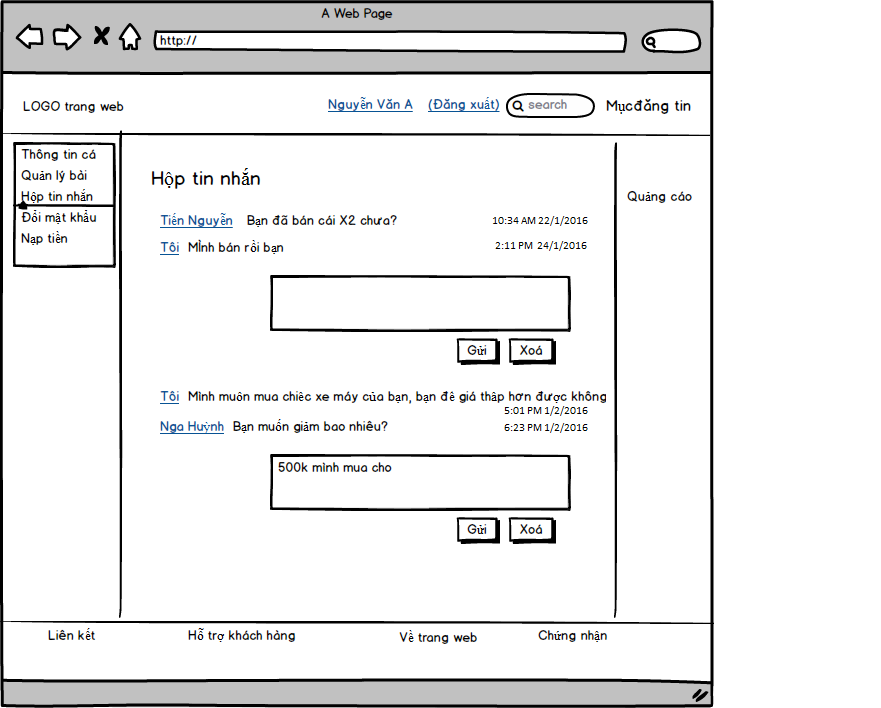 A Web Page
http://
LOGO trang web
Nguyễn Văn A (Đăng xuất) search Mụcđăng tin
Thông tin cá
Quản lý bài
Hộp tin nhắn
Đổi mật khẩu
Nạp tiền
Hộp tin nhắn
Tiến Nguyễn Bạn đã bán cái X2 chưa? 10:34 AM 22/1/2016
Tôi Mình bán rồi bạn 2:11 PM 24/1/2016
Gửi Xoá
Tôi Mình muốn mua chiếc xe máy của bạn, bạn để giá thấp hơn được không
5:01 PM 1/2/2016
Nga Huỳnh Bạn muốn giảm bao nhiêu? 6:23 PM 1/2/2016
500k mình mua cho
Gửi Xoá
Quảng cáo
Liên kết Hỗ trợ khách hàng Về trang web Chứng nhận